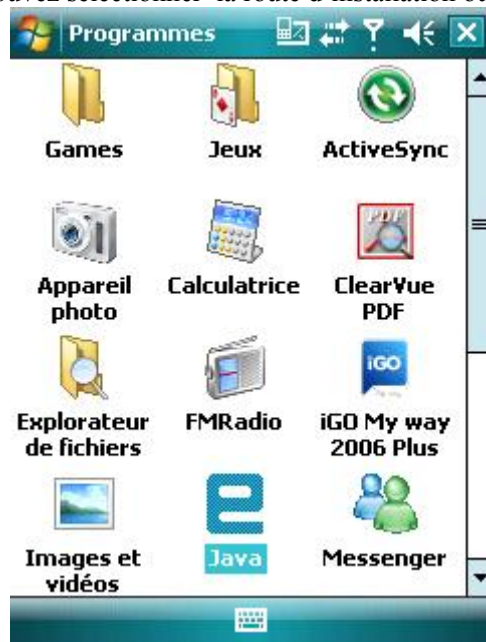 Programmes
Games
Jeux
ActiveSync
Appareil
photo
Calculatrice
ClearVue
PDF
Explorateur
de fichiers
FMRadio
iGO My way
2006 Plus
Images et
vidéos
Java
Messenger